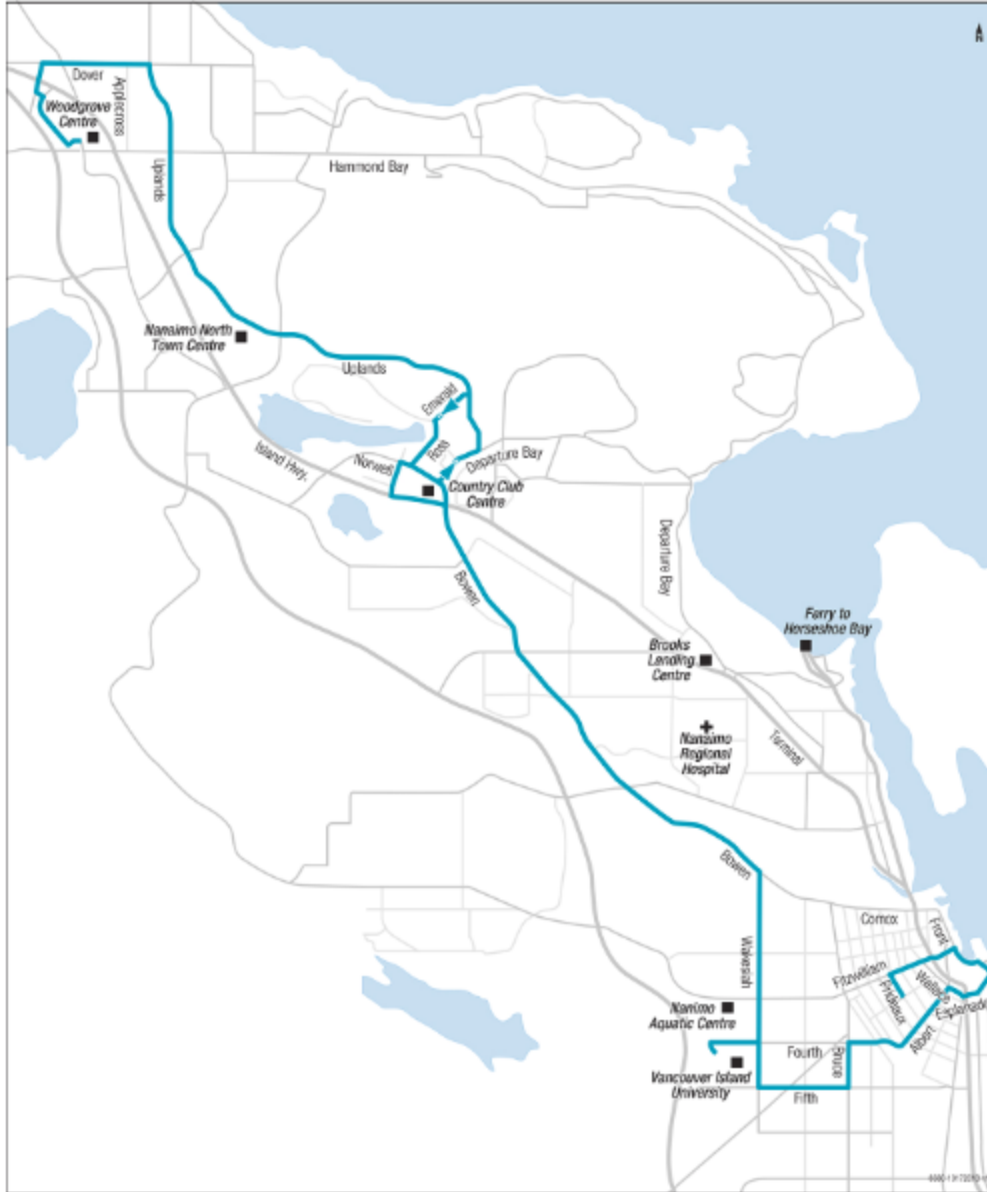 Dover
Applecross
Woodgrove
Centre
Uplands
Hammond Bay
Nanaimo North
Town Centre
Uplands
Emerald
Ross
Norwell
Departure Bay
Island Hwy.
Country Club
Centre
Departure Bay
Bowen
Ferry to
Horseshoe Bay
Brooks
Landing
Centre
Nanaimo
Regional
Hospital
Terminal
Bowen
Comox
Front
Wakesiah
Fitzwilliam
Wallace
Prideaux
Esplanade
Albert
Nanimo
Aquatic Centre
Fourth
Bruce
Vancouver Island
University
Fifth